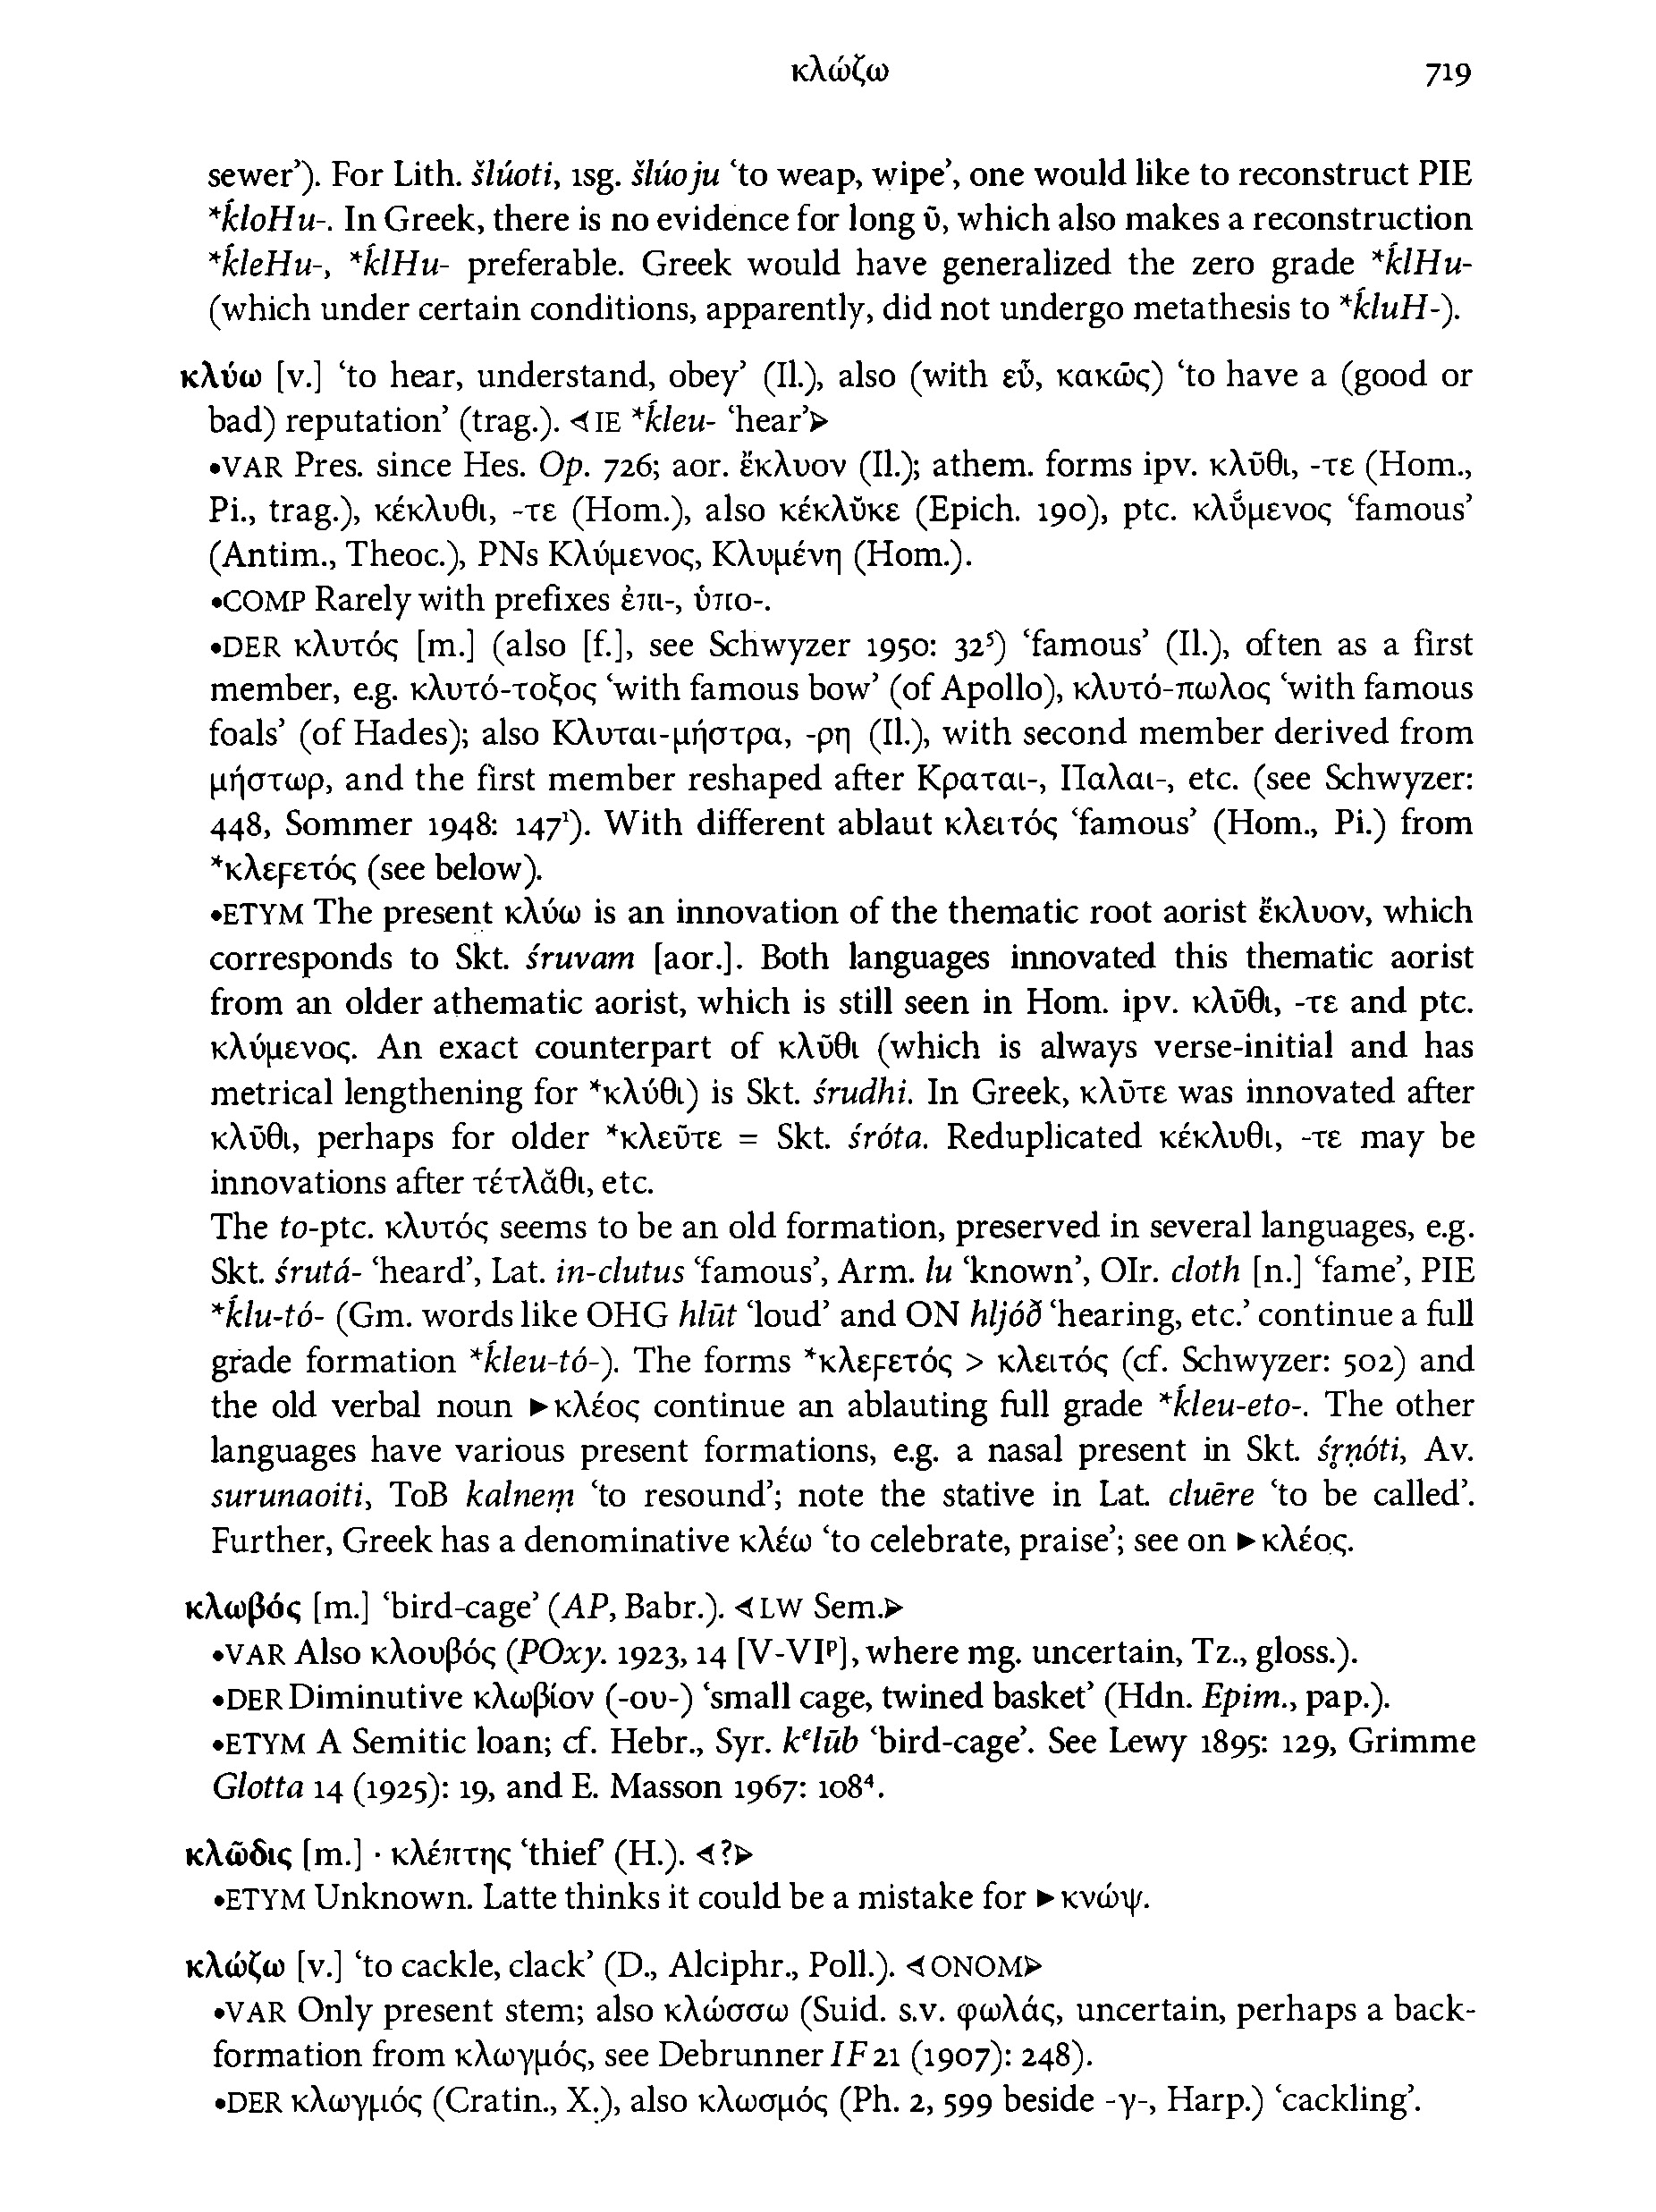 κλώζω 719
sewer’). For Lith. šlúoti, 1sg. šlúoju ‘to weap, wipe’, one would like to reconstruct PIE
*ḱloHu-. In Greek, there is no evidence for long ῡ, which also makes a reconstruction
*ḱleHu-, *ḱlHu- preferable. Greek would have generalized the zero grade *ḱlHu-
(which under certain conditions, apparently, did not undergo metathesis to *ḱluH-).
κλύω [v.] ‘to hear, understand, obey’ (Il.), also (with εὖ, κακῶς) ‘to have a (good or
bad) reputation’ (trag.). ◁IE *ḱleu- ‘hear’▷
•VAR Pres. since Hes. Op. 726; aor. ἔκλυον (Il.); athem. forms ipv. κλῦθι, -τε (Hom.,
Pi., trag.), κέκλυθι, -τε (Hom.), also κέκλῡκε (Epich. 190), ptc. κλῠ́μενος ‘famous’
(Antim., Theoc.), PNs Κλύμενος, Κλυμένη (Hom.).
•COMP Rarely with prefixes ἐπι-, ὑπο-.
•DER κλυτός [m.] (also [f.], see Schwyzer 1950: 32⁵) ‘famous’ (Il.), often as a first
member, e.g. κλυτό-τοξος ‘with famous bow’ (of Apollo), κλυτό-πωλος ‘with famous
foals’ (of Hades); also Κλυται-μήστρα, -ρη (Il.), with second member derived from
μήστωρ, and the first member reshaped after Κραται-, Παλαι-, etc. (see Schwyzer:
448, Sommer 1948: 147¹). With different ablaut κλειτός ‘famous’ (Hom., Pi.) from
*κλεϝετός (see below).
•ETYM The present κλύω is an innovation of the thematic root aorist ἔκλυον, which
corresponds to Skt. śruvam [aor.]. Both languages innovated this thematic aorist
from an older athematic aorist, which is still seen in Hom. ipv. κλῦθι, -τε and ptc.
κλύμενος. An exact counterpart of κλῦθι (which is always verse-initial and has
metrical lengthening for *κλύθι) is Skt. śrudhi. In Greek, κλῦτε was innovated after
κλῦθι, perhaps for older *κλεῦτε = Skt. śróta. Reduplicated κέκλυθι, -τε may be
innovations after τέτλᾰθι, etc.
The to-ptc. κλυτός seems to be an old formation, preserved in several languages, e.g.
Skt. śrutá- ‘heard’, Lat. in-clutus ‘famous’, Arm. lu ‘known’, OIr. cloth [n.] ‘fame’, PIE
*ḱlu-tó- (Gm. words like OHG hlūt ‘loud’ and ON hljóð ‘hearing, etc.’ continue a full
grade formation *ḱleu-tó-). The forms *κλεϝετός > κλειτός (cf. Schwyzer: 502) and
the old verbal noun ▶κλέος continue an ablauting full grade *ḱleu-eto-. The other
languages have various present formations, e.g. a nasal present in Skt. śr̥ṇóti, Av.
surunaoiti, ToB kalneṃ ‘to resound’; note the stative in Lat. cluēre ‘to be called’.
Further, Greek has a denominative κλέω ‘to celebrate, praise’; see on ▶κλέος.
κλωβός [m.] ‘bird-cage’ (AP, Babr.). ◁LW Sem.▷
•VAR Also κλουβός (POxy. 1923, 14 [V-VIᵖ], where mg. uncertain, Tz., gloss.).
•DER Diminutive κλωβίον (-ου-) ‘small cage, twined basket’ (Hdn. Epim., pap.).
•ETYM A Semitic loan; cf. Hebr., Syr. kᵉlūb ‘bird-cage’. See Lewy 1895: 129, Grimme
Glotta 14 (1925): 19, and E. Masson 1967: 108⁴.
κλῶδις [m.] · κλέπτης ‘thief’ (H.). ◁?▷
•ETYM Unknown. Latte thinks it could be a mistake for ▶κνώψ.
κλώζω [v.] ‘to cackle, clack’ (D., Alciphr., Poll.). ◁ONOM▷
•VAR Only present stem; also κλώσσω (Suid. s.v. φωλάς, uncertain, perhaps a back-
formation from κλωγμός, see Debrunner IF 21 (1907): 248).
•DER κλωγμός (Cratin., X.), also κλωσμός (Ph. 2, 599 beside -γ-, Harp.) ‘cackling’.